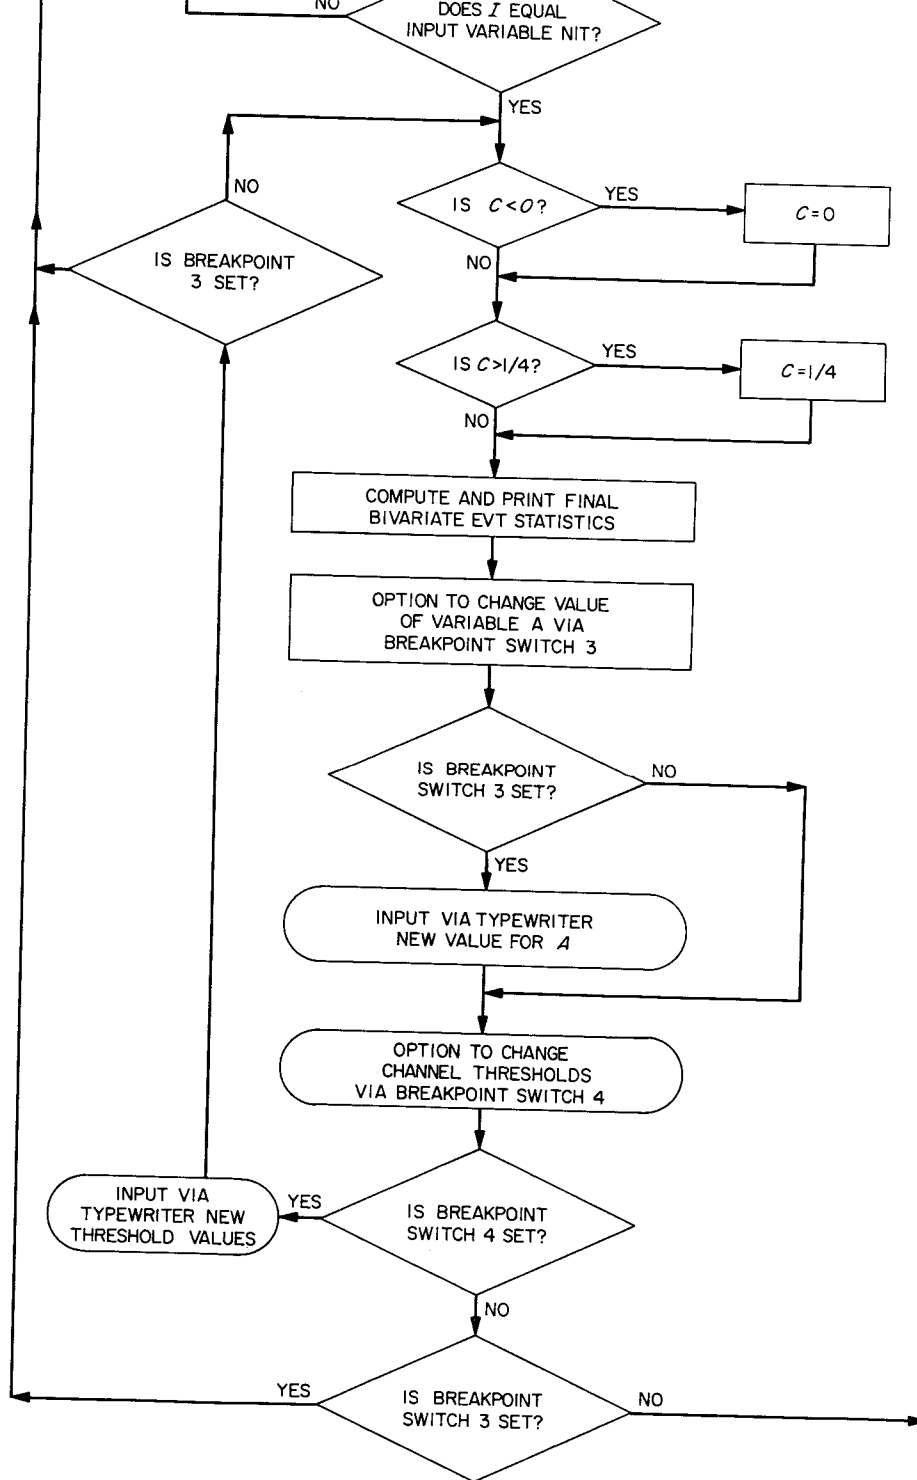 NO
DOES I EQUAL
INPUT VARIABLE NIT?
YES
NO
IS C<O?
YES
C=O
IS BREAKPOINT
3 SET?
NO
IS C>1/4?
YES
C=1/4
NO
COMPUTE AND PRINT FINAL
BIVARIATE EVT STATISTICS
OPTION TO CHANGE VALUE
OF VARIABLE A VIA
BREAKPOINT SWITCH 3
IS BREAKPOINT
SWITCH 3 SET?
NO
YES
INPUT VIA TYPEWRITER
NEW VALUE FOR A
OPTION TO CHANGE
CHANNEL THRESHOLDS
VIA BREAKPOINT SWITCH 4
INPUT VIA
TYPEWRITER NEW
THRESHOLD VALUES
YES
IS BREAKPOINT
SWITCH 4 SET?
NO
YES
IS BREAKPOINT
SWITCH 3 SET?
NO